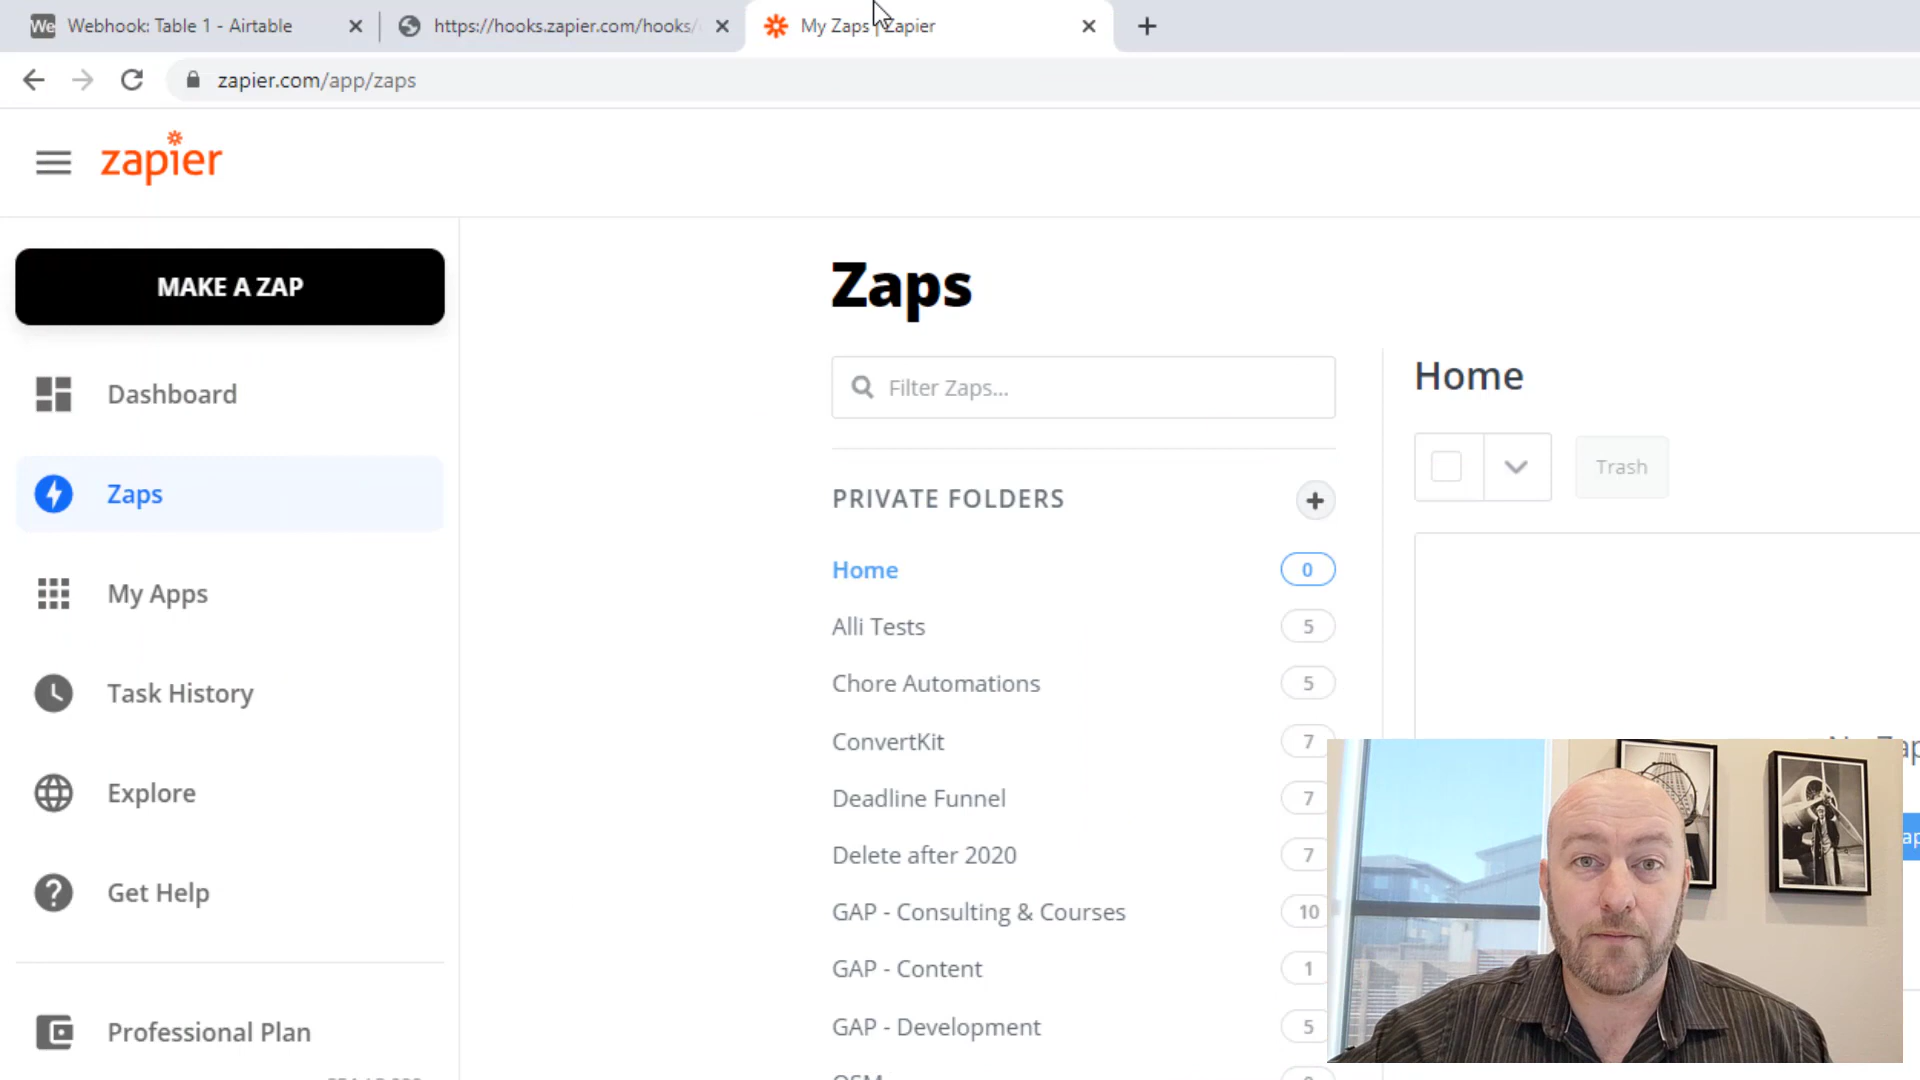 We Webhook: Table 1 - Airtable
https://hooks.zapier.com/hooks/
My Zaps | Zapier
zapier.com/app/zaps
zapier
MAKE A ZAP
Dashboard
Zaps
My Apps
Task History
Explore
Get Help
Professional Plan
Zaps
Filter Zaps...
PRIVATE FOLDERS
Home 0
Alli Tests 5
Chore Automations 5
ConvertKit 7
Deadline Funnel 7
Delete after 2020 7
GAP - Consulting & Courses 10
GAP - Content 1
GAP - Development 5
Home
Trash